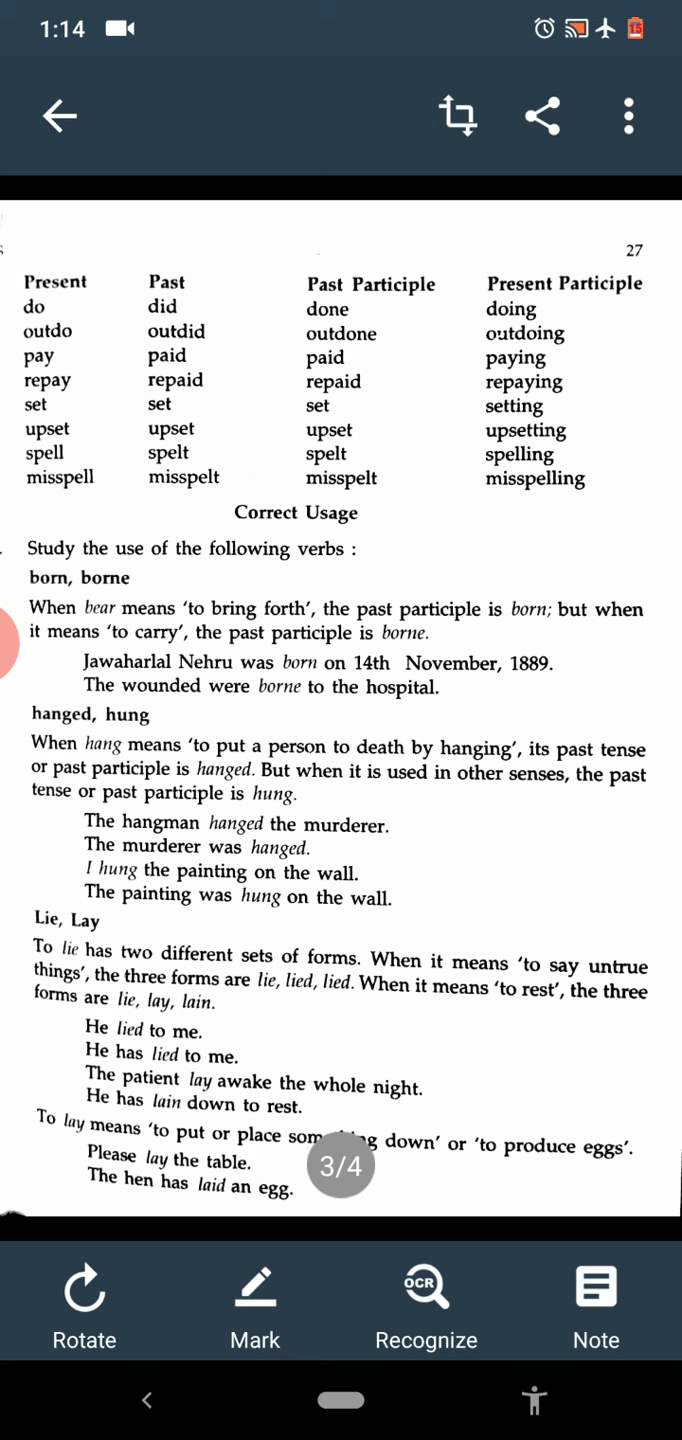 1:14
15
27
Present Past Past Participle Present Participle
do did done doing
outdo outdid outdone outdoing
pay paid paid paying
repay repaid repaid repaying
set set set setting
upset upset upset upsetting
spell spelt spelt spelling
misspell misspelt misspelt misspelling
Correct Usage
Study the use of the following verbs :
born, borne
When bear means ‘to bring forth’, the past participle is born; but when
it means ‘to carry’, the past participle is borne.
Jawaharlal Nehru was born on 14th November, 1889.
The wounded were borne to the hospital.
hanged, hung
When hang means ‘to put a person to death by hanging’, its past tense
or past participle is hanged. But when it is used in other senses, the past
tense or past participle is hung.
The hangman hanged the murderer.
The murderer was hanged.
I hung the painting on the wall.
The painting was hung on the wall.
Lie, Lay
To lie has two different sets of forms. When it means ‘to say untrue
things’, the three forms are lie, lied, lied. When it means ‘to rest’, the three
forms are lie, lay, lain.
He lied to me.
He has lied to me.
The patient lay awake the whole night.
He has lain down to rest.
To lay means ‘to put or place down’ or ‘to produce eggs’.
Please lay the table.
The hen has laid an egg.
3/4
OCR
Rotate Mark Recognize Note